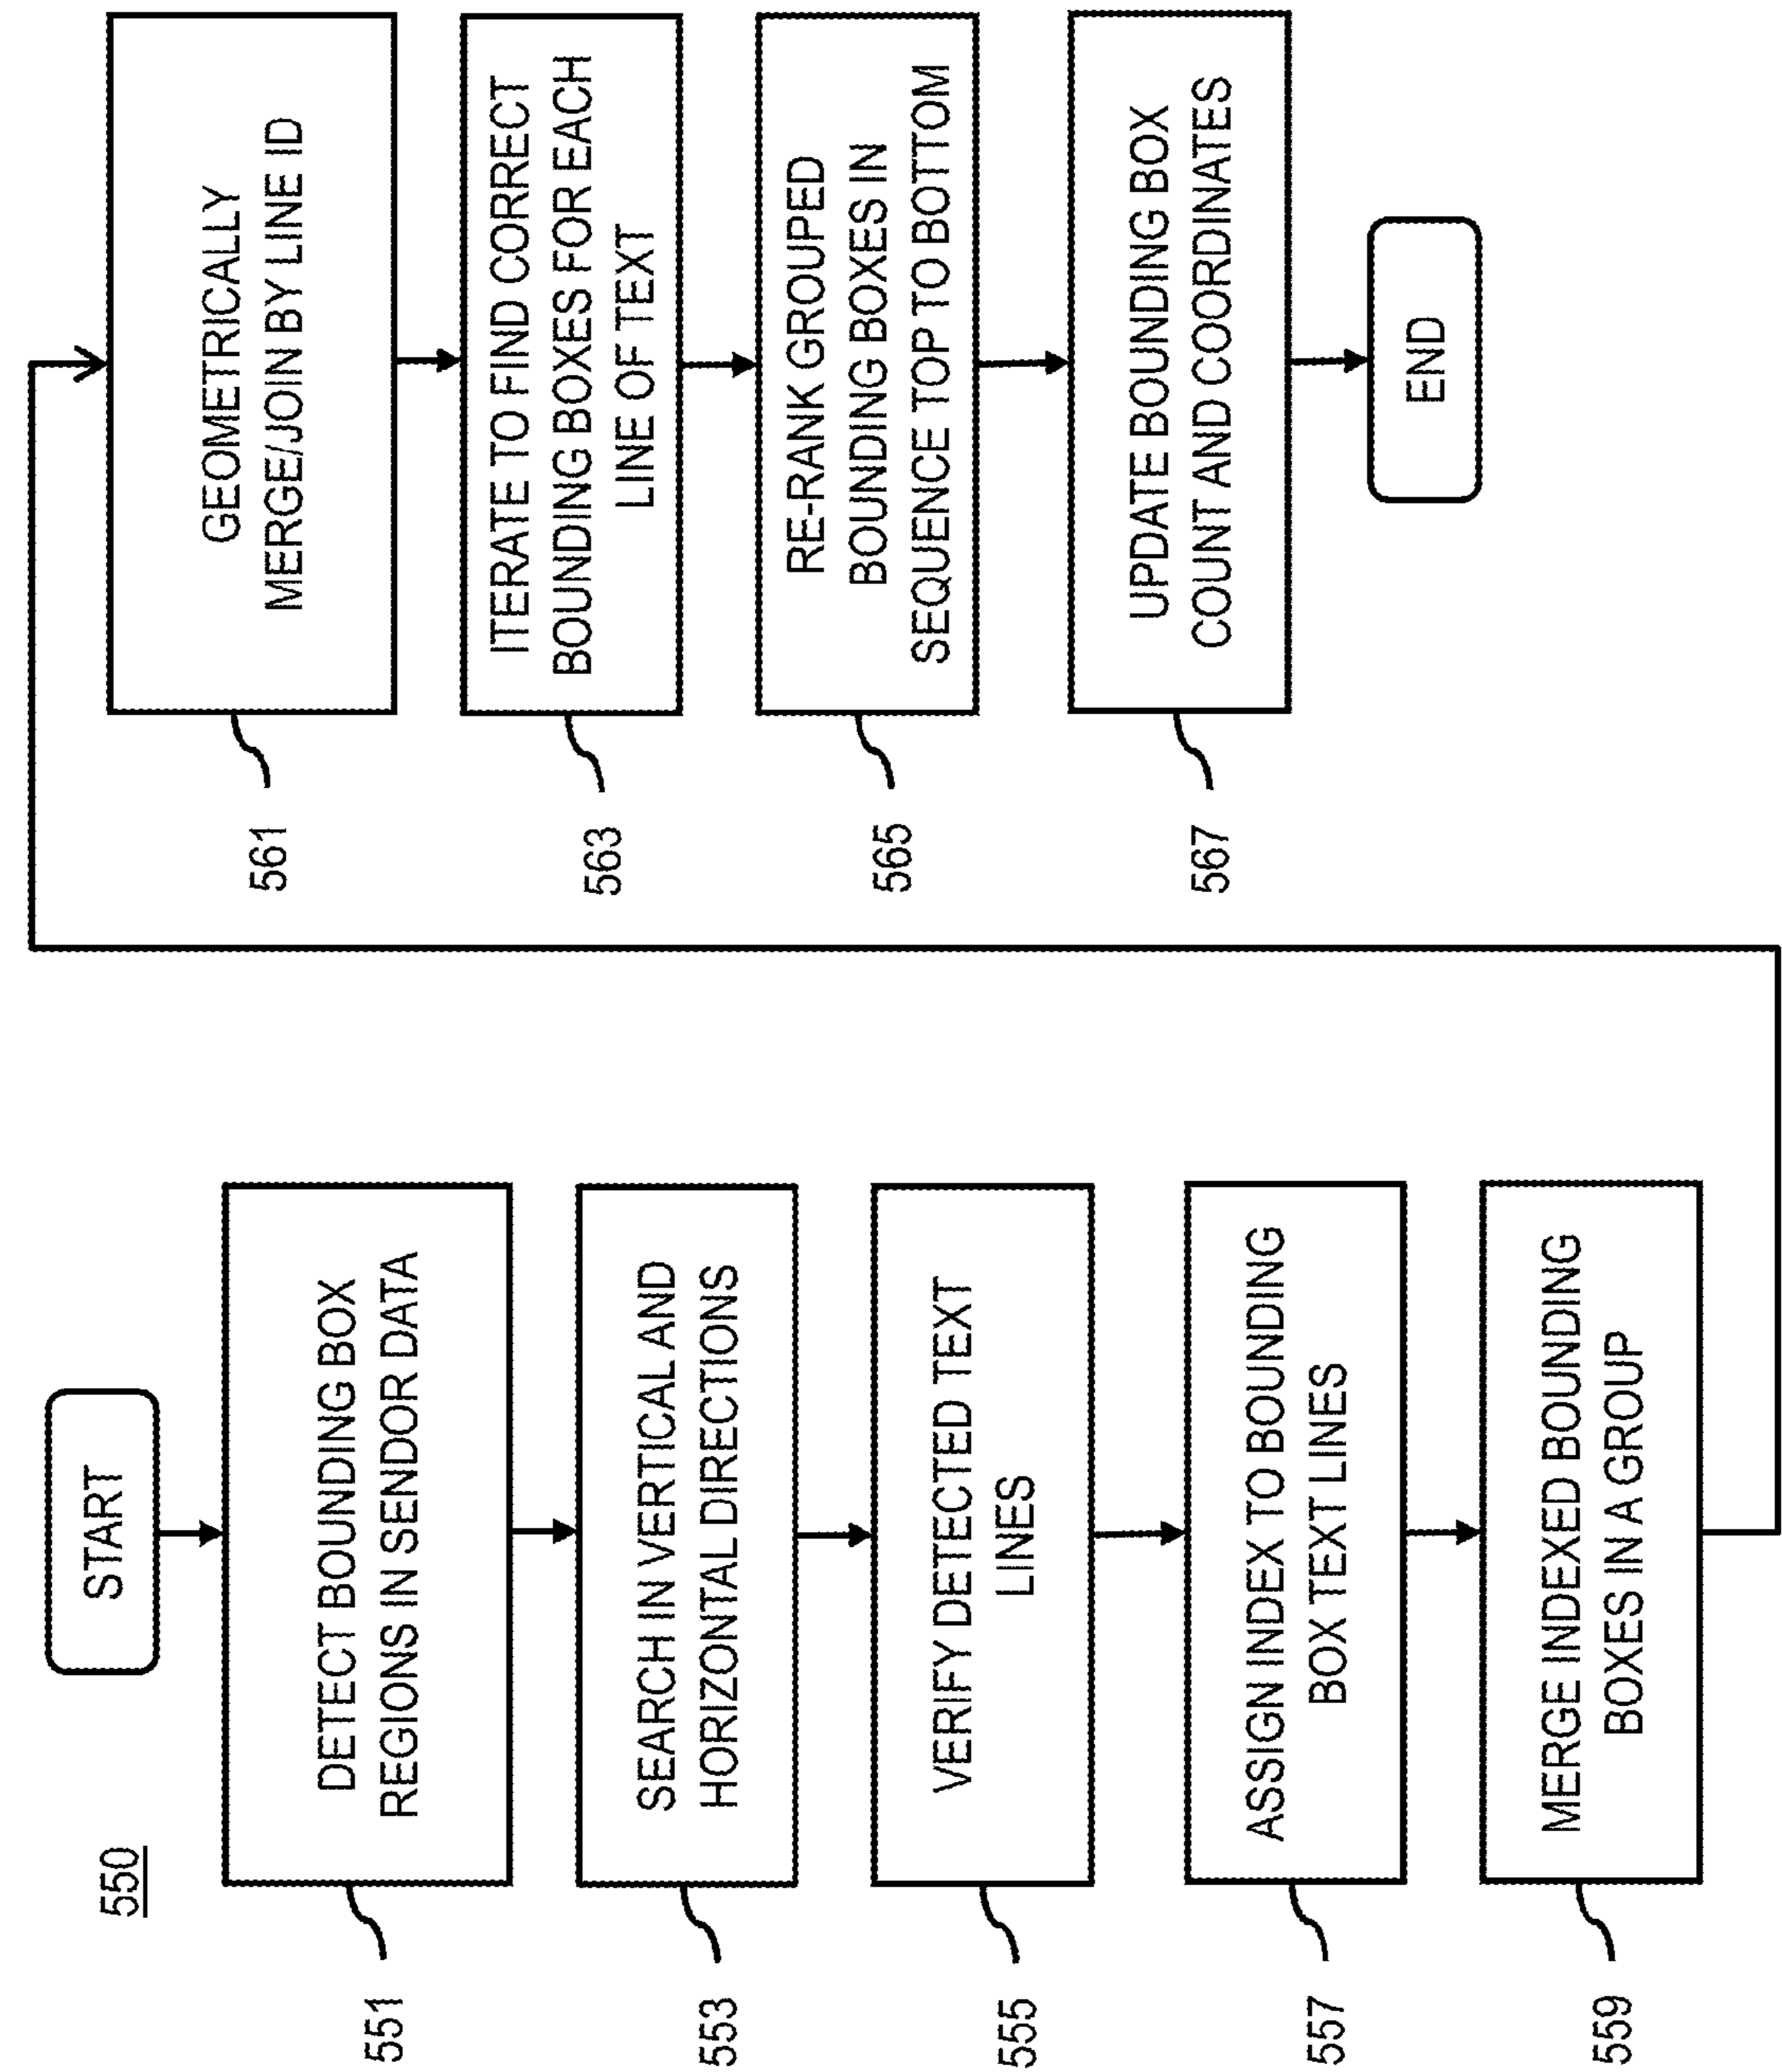 550
START
551
DETECT BOUNDING BOX
REGIONS IN SENDOR DATA
553
SEARCH IN VERTICAL AND
HORIZONTAL DIRECTIONS
555
VERIFY DETECTED TEXT
LINES
557
ASSIGN INDEX TO BOUNDING
BOX TEXT LINES
559
MERGE INDEXED BOUNDING
BOXES IN A GROUP
561
GEOMETRICALLY
MERGE/JOIN BY LINE ID
563
ITERATE TO FIND CORRECT
BOUNDING BOXES FOR EACH
LINE OF TEXT
565
RE-RANK GROUPED
BOUNDING BOXES IN
SEQUENCE TOP TO BOTTOM
567
UPDATE BOUNDING BOX
COUNT AND COORDINATES
END